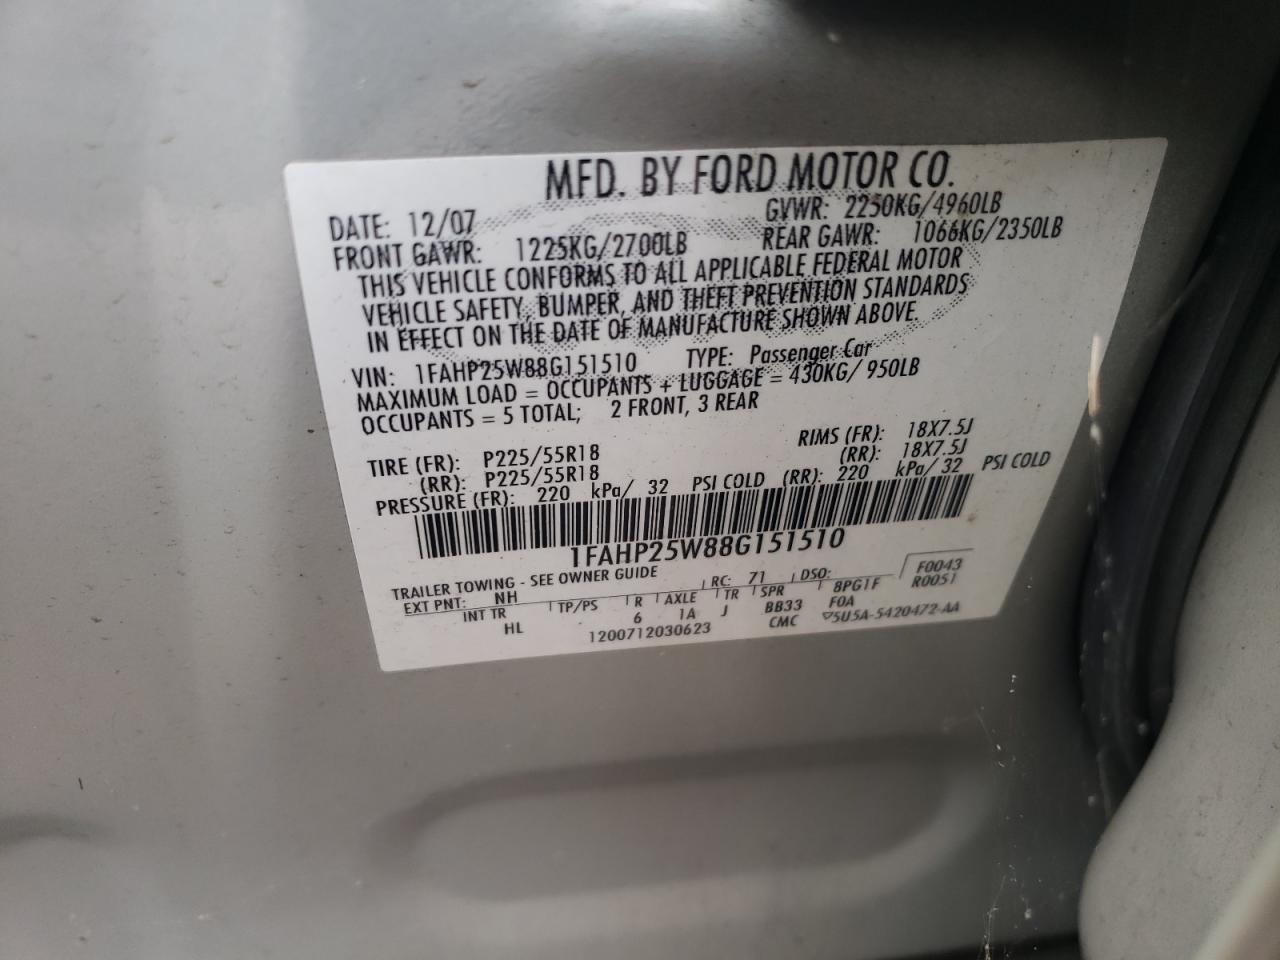 MFD. BY FORD MOTOR CO.
DATE: 12/07 GVWR: 2250KG/4960LB
FRONT GAWR: 1225KG/2700LB REAR GAWR: 1066KG/2350LB
THIS VEHICLE CONFORMS TO ALL APPLICABLE FEDERAL MOTOR
VEHICLE SAFETY, BUMPER, AND THEFT PREVENTION STANDARDS
IN EFFECT ON THE DATE OF MANUFACTURE SHOWN ABOVE.
VIN: 1FAHP25W88G151510 TYPE: Passenger Car
MAXIMUM LOAD = OCCUPANTS + LUGGAGE = 430KG/ 950LB
OCCUPANTS = 5 TOTAL; 2 FRONT, 3 REAR
TIRE (FR): P225/55R18 RIMS (FR): 18X7.5J
(RR): P225/55R18 (RR): 18X7.5J
PRESSURE (FR): 220 kPa/ 32 PSI COLD (RR): 220 kPa/ 32 PSI COLD
1FAHP25W88G151510
TRAILER TOWING - SEE OWNER GUIDE
EXT PNT: NH RC: 71 DSO: F0043
INT TR TP/PS R AXLE TR SPR 8PG1F R0051
HL 6 1A J BB33 F0A
1200712030623 CMC ▽5U5A-5420472-AA